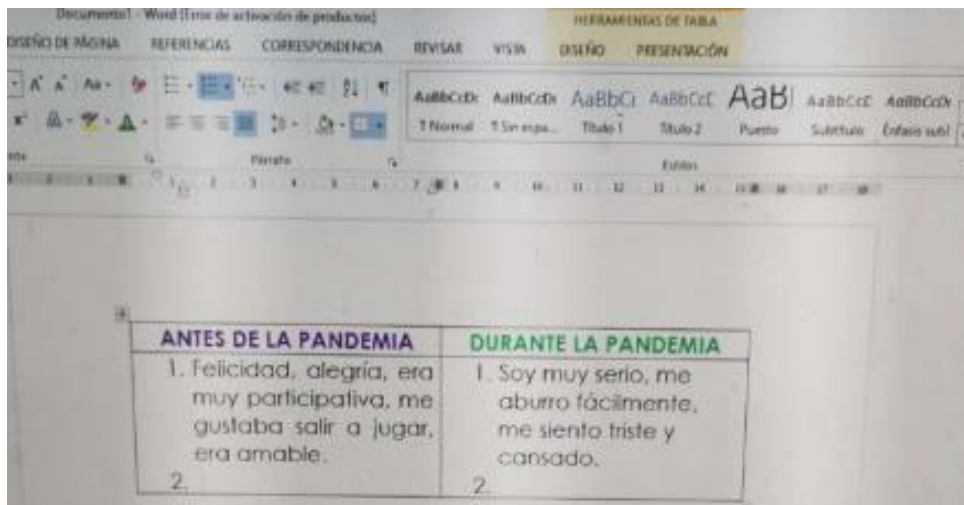 Documento1 - Word (Error de activación de productos)
HERRAMIENTAS DE TABLA
DISEÑO DE PÁGINA REFERENCIAS CORRESPONDENCIA REVISAR VISTA DISEÑO PRESENTACIÓN
AaBbCcDc AaBbCcDc AaBbCc AaBbCcC AaB AaBbCcC AaBbCcDc
¶ Normal ¶ Sin espa... Título 1 Título 2 Puesto Subtítulo Énfasis sutil
Párrafo
Estilos
ANTES DE LA PANDEMIA
1. Felicidad, alegría, era
muy participativa, me
gustaba salir a jugar,
era amable.
2.
DURANTE LA PANDEMIA
1. Soy muy serio, me
aburro fácilmente,
me siento triste y
cansado.
2.